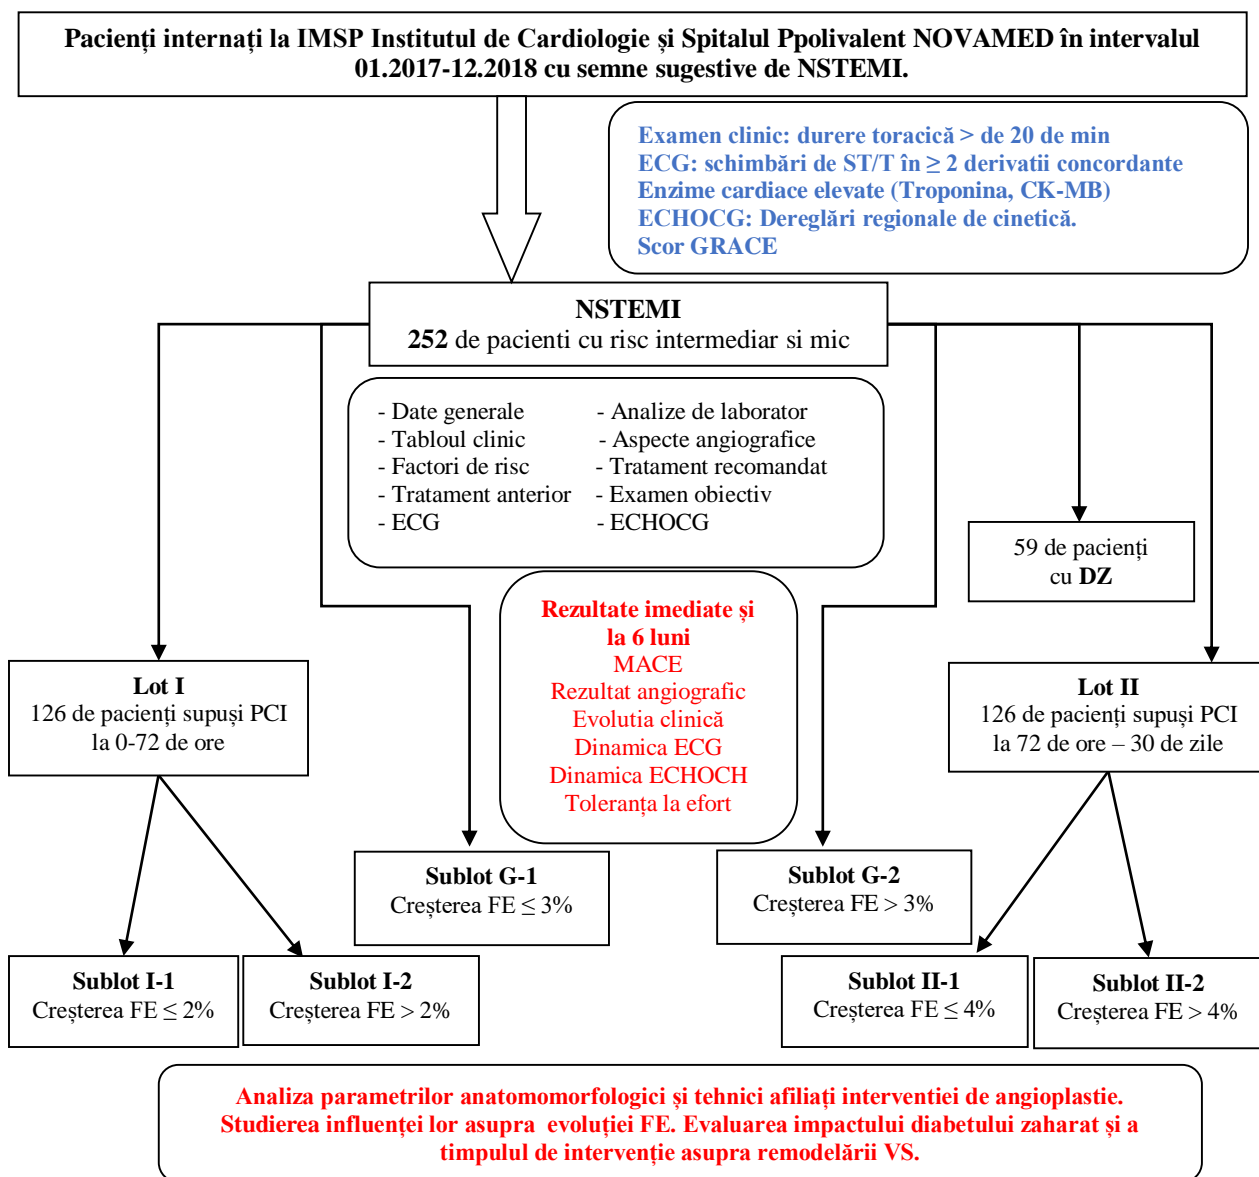 Pacienți internați la IMSP Institutul de Cardiologie și Spitalul Ppolivalent NOVAMED în intervalul
01.2017-12.2018 cu semne sugestive de NSTEMI.
Examen clinic: durere toracică > de 20 de min
ECG: schimbări de ST/T în ≥ 2 derivatii concordante
Enzime cardiace elevate (Troponina, CK-MB)
ECHOCG: Dereglări regionale de cinetică.
Scor GRACE
NSTEMI
252 de pacienti cu risc intermediar si mic
- Date generale
- Tabloul clinic
- Factori de risc
- Tratament anterior
- ECG
- Analize de laborator
- Aspecte angiografice
- Tratament recomandat
- Examen obiectiv
- ECHOCG
59 de pacienți
cu DZ
Rezultate imediate și
la 6 luni
MACE
Rezultat angiografic
Evolutia clinică
Dinamica ECG
Dinamica ECHOCH
Toleranța la efort
Lot I
126 de pacienți supuși PCI
la 0-72 de ore
Lot II
126 de pacienți supuși PCI
la 72 de ore – 30 de zile
Sublot G-1
Creșterea FE ≤ 3%
Sublot G-2
Creșterea FE > 3%
Sublot I-1
Creșterea FE ≤ 2%
Sublot I-2
Creșterea FE > 2%
Sublot II-1
Creșterea FE ≤ 4%
Sublot II-2
Creșterea FE > 4%
Analiza parametrilor anatomomorfologici și tehnici afiliați interventiei de angioplastie.
Studierea influenței lor asupra evoluției FE. Evaluarea impactului diabetului zaharat și a
timpulul de intervenție asupra remodelării VS.